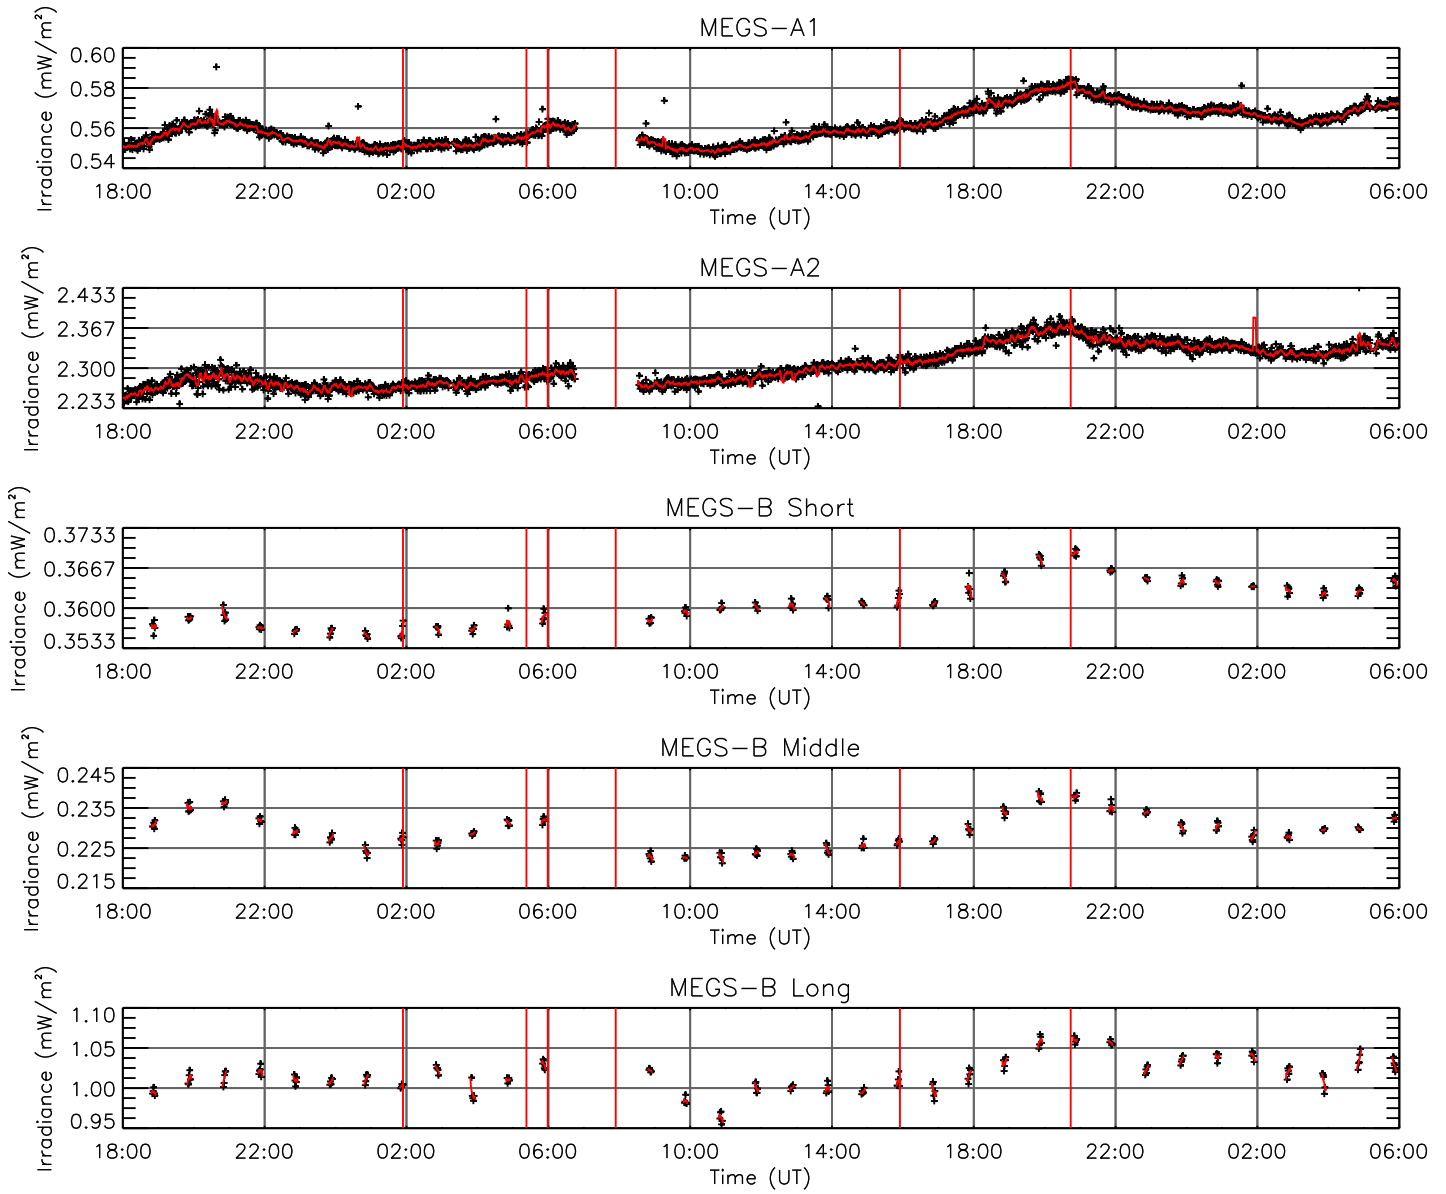 MEGS-A1
Irradiance (mW/m²)
0.60
0.58
0.56
0.54
18:00 22:00 02:00 06:00 10:00 14:00 18:00 22:00 02:00 06:00
Time (UT)
MEGS-A2
Irradiance (mW/m²)
2.433
2.367
2.300
2.233
18:00 22:00 02:00 06:00 10:00 14:00 18:00 22:00 02:00 06:00
Time (UT)
MEGS-B Short
Irradiance (mW/m²)
0.3733
0.3667
0.3600
0.3533
18:00 22:00 02:00 06:00 10:00 14:00 18:00 22:00 02:00 06:00
Time (UT)
MEGS-B Middle
Irradiance (mW/m²)
0.245
0.235
0.225
0.215
18:00 22:00 02:00 06:00 10:00 14:00 18:00 22:00 02:00 06:00
Time (UT)
MEGS-B Long
Irradiance (mW/m²)
1.10
1.05
1.00
0.95
18:00 22:00 02:00 06:00 10:00 14:00 18:00 22:00 02:00 06:00
Time (UT)